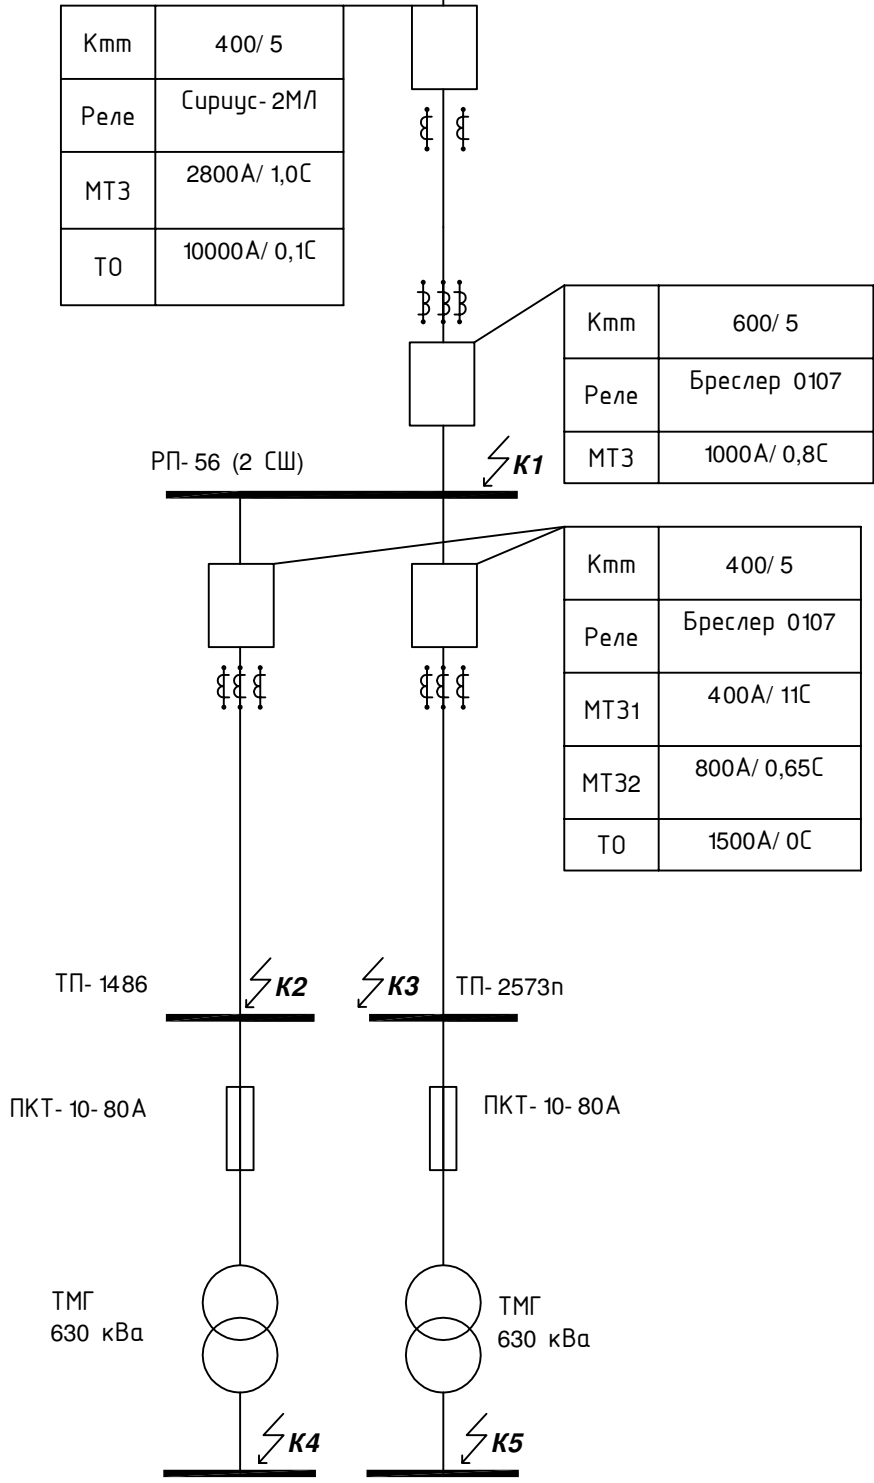 Kтт 400/5
Реле Сириус-2МЛ
МТЗ 2800А/1,0С
ТО 10000А/0,1С
Kтт 600/5
Реле Бреслер 0107
МТЗ 1000А/0,8С
РП-56 (2 СШ)
К1
Kтт 400/5
Реле Бреслер 0107
МТЗ1 400А/11С
МТЗ2 800А/0,65С
ТО 1500А/0С
ТП-1486
К2
К3
ТП-2573п
ПКТ-10-80А
ПКТ-10-80А
ТМГ
630 кВа
ТМГ
630 кВа
К4
К5